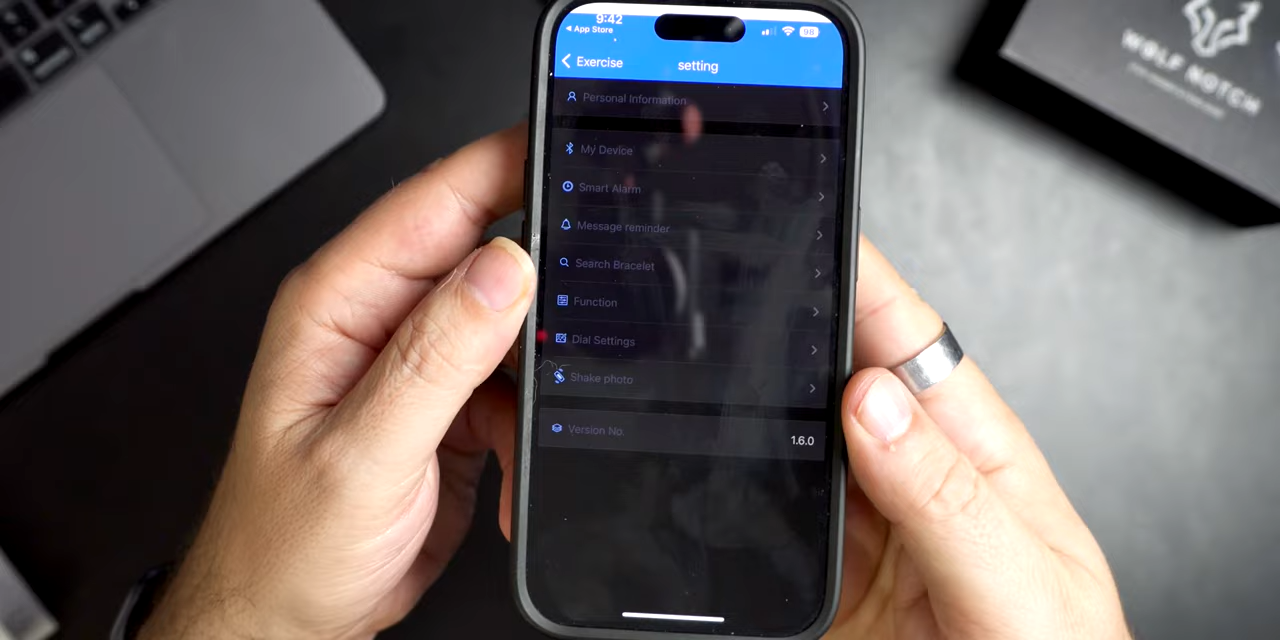 9:42
98
App Store
Exercise
setting
Personal Information
My Device
Smart Alarm
Message reminder
Search Bracelet
Function
Dial Settings
Shake photo
Version No.
1.6.0
WOLF NOTCH